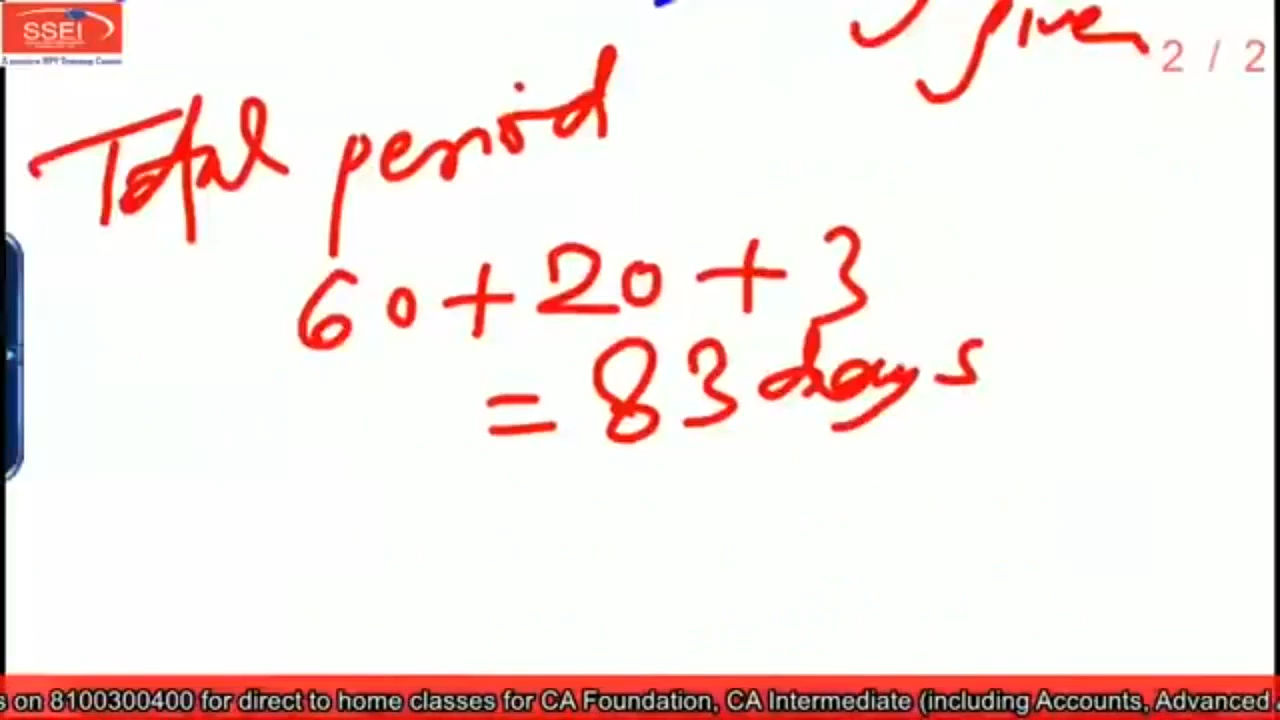 SSEI
given
2 / 2
Total period
60 + 20 + 3
= 83 days
s on 8100300400 for direct to home classes for CA Foundation, CA Intermediate (including Accounts, Advanced